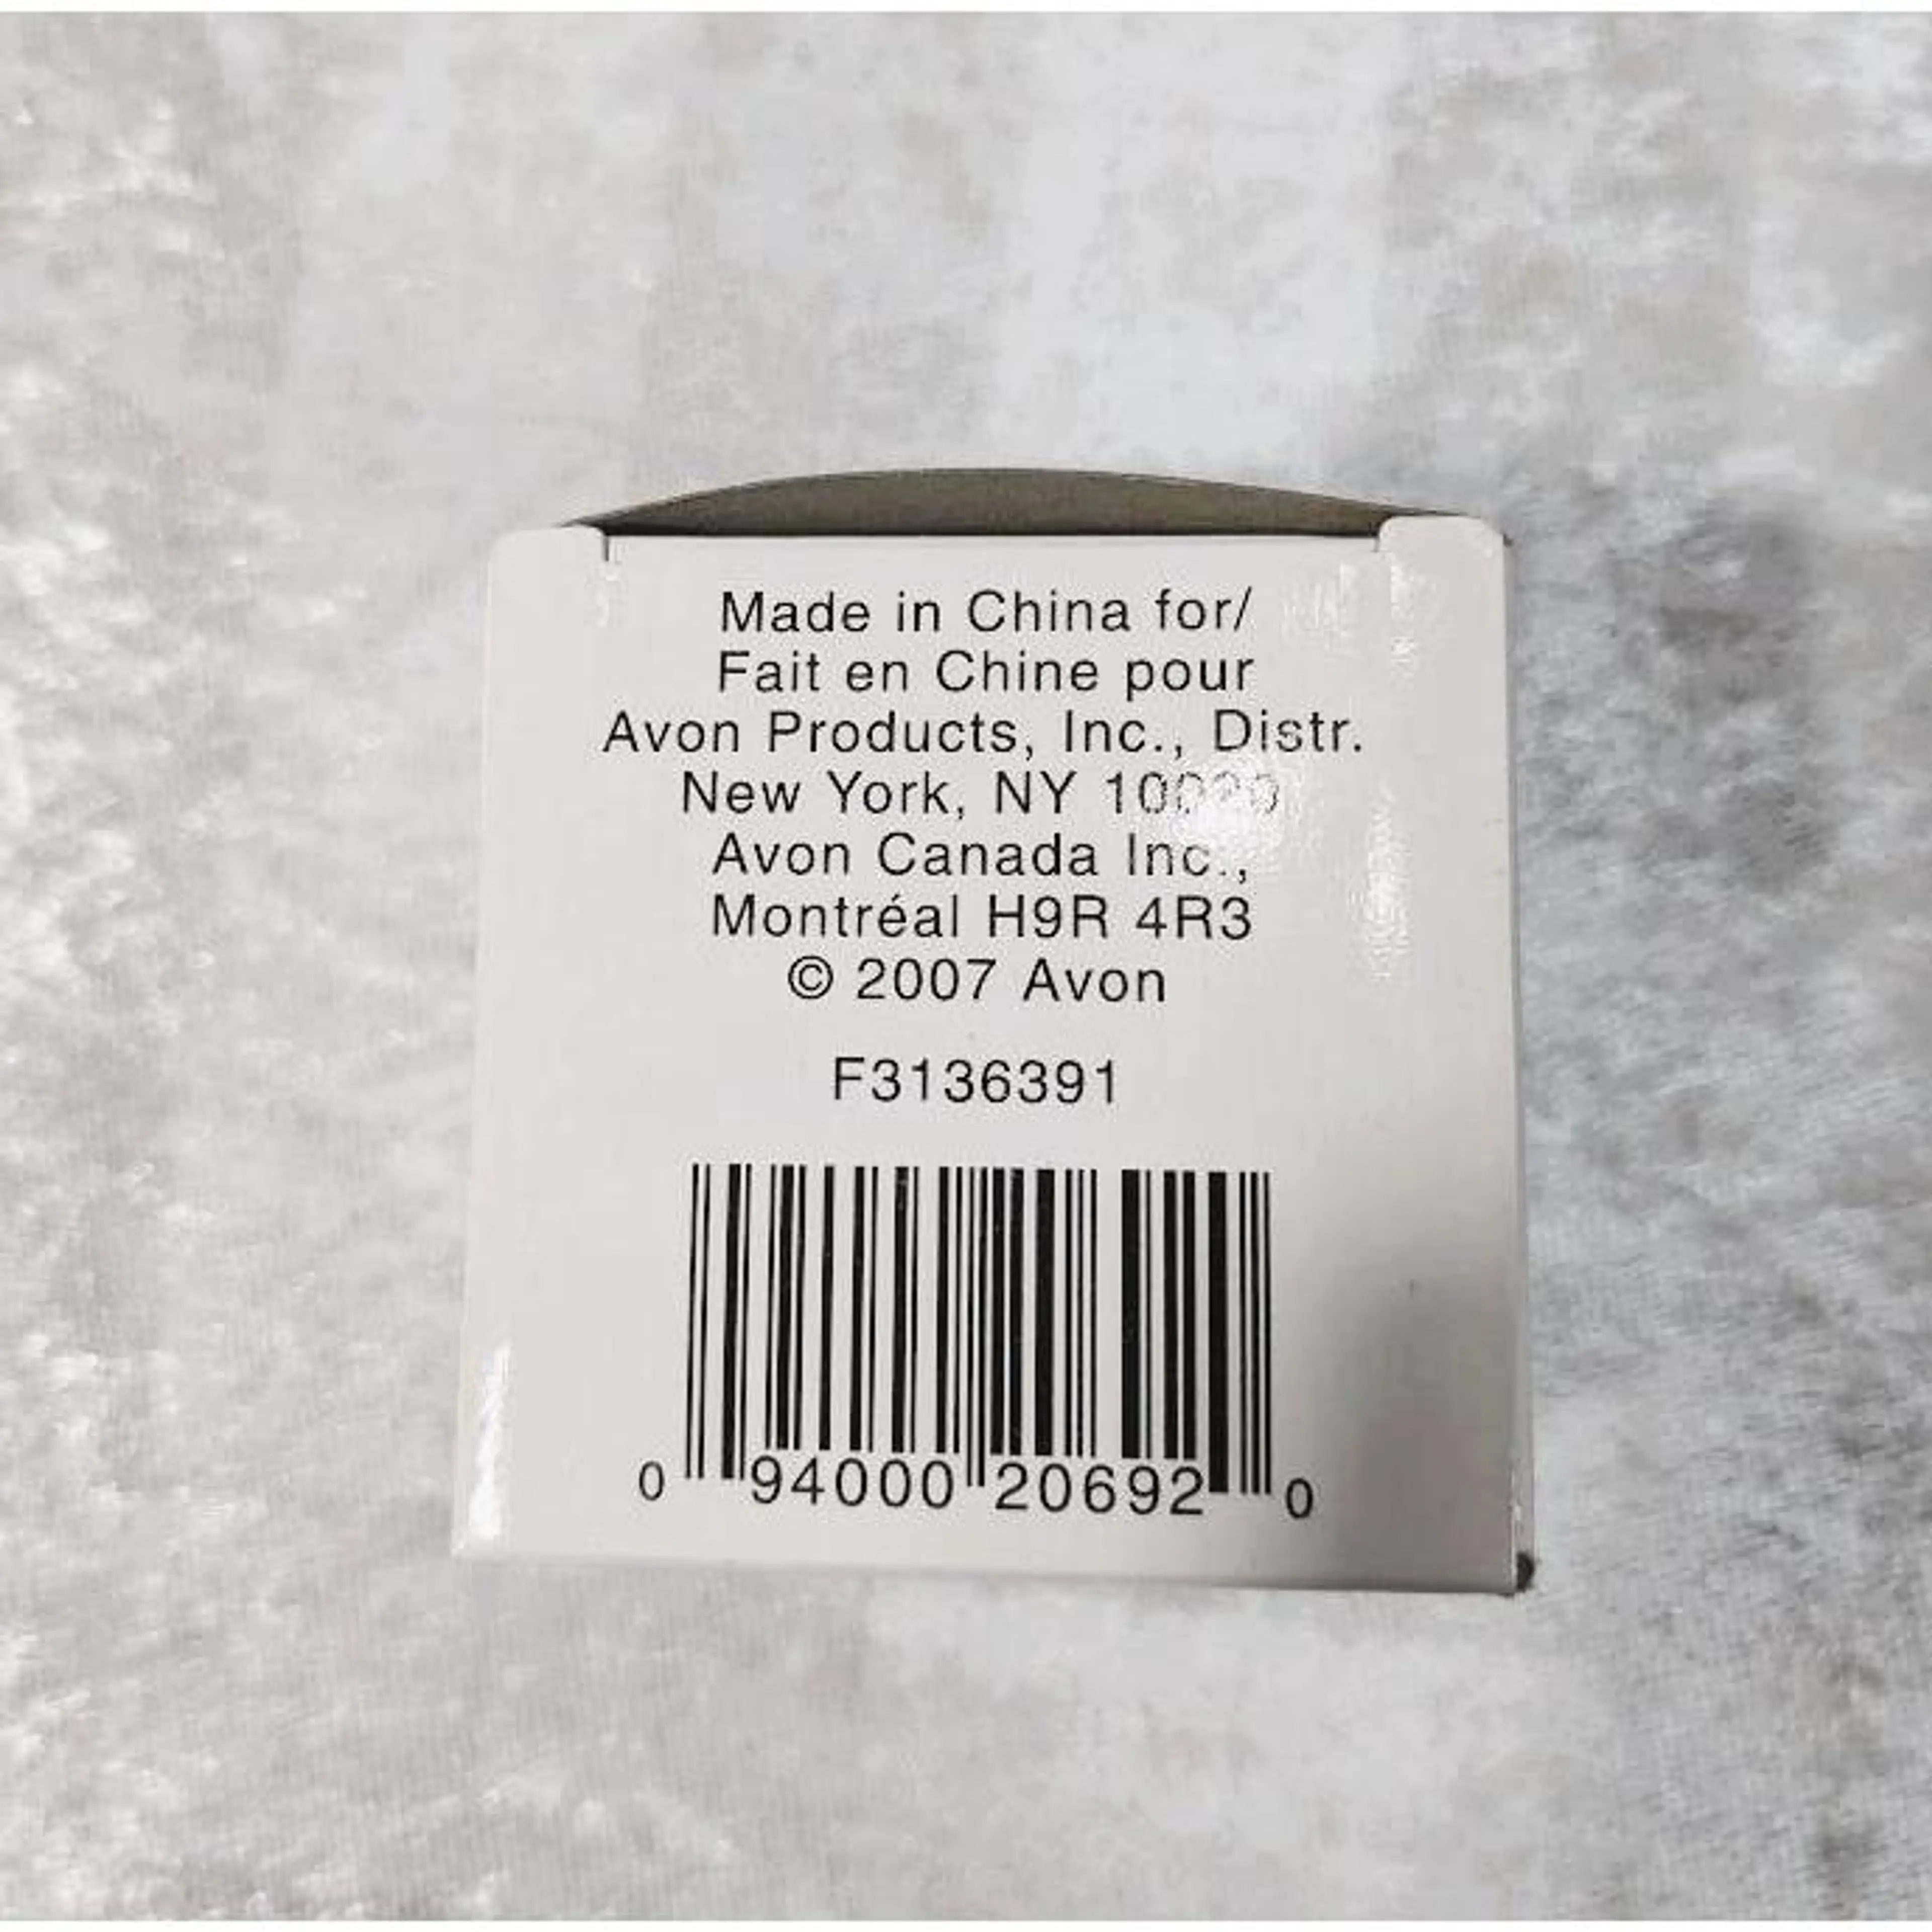 Made in China for/
Fait en Chine pour
Avon Products, Inc., Distr.
New York, NY 10020
Avon Canada Inc.,
Montréal H9R 4R3
© 2007 Avon
F3136391
0 94000 20692 0